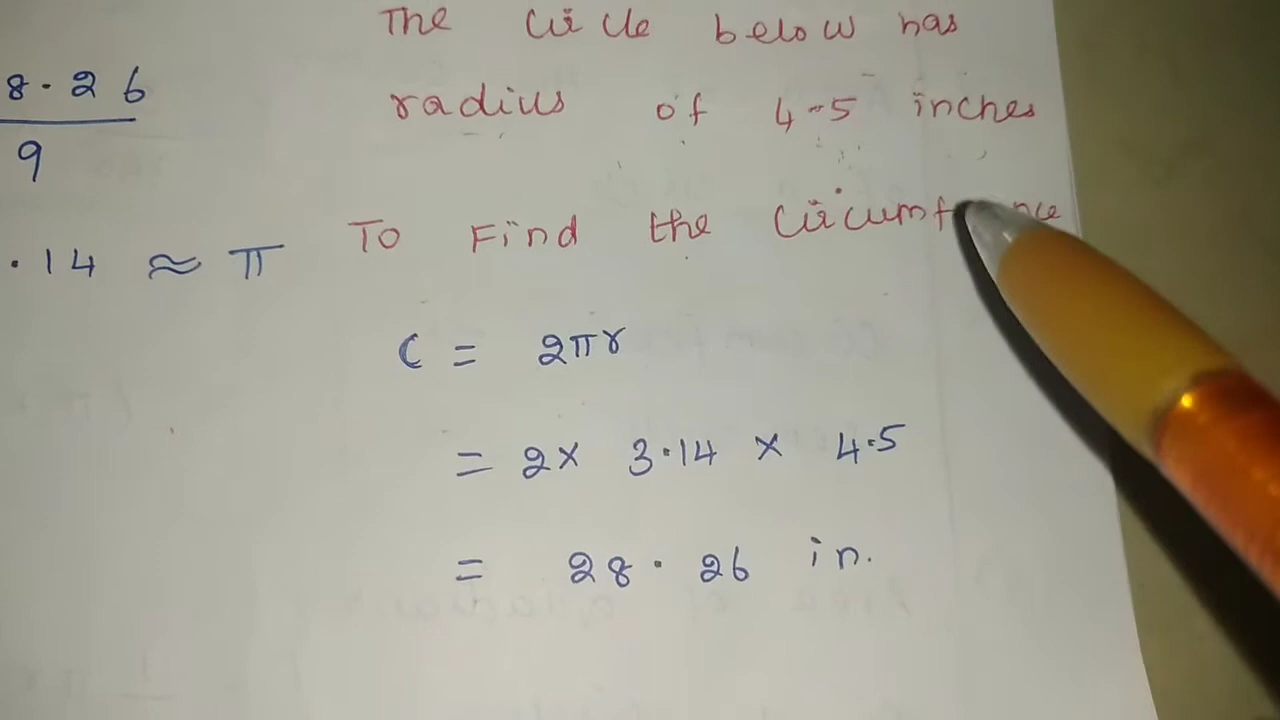 The Circle below has
radius of 4.5 inches
To Find the
C = 2πr
= 2 x 3.14 x 4.5
= 28.26 in.
8.26
9
.14 ≈ π